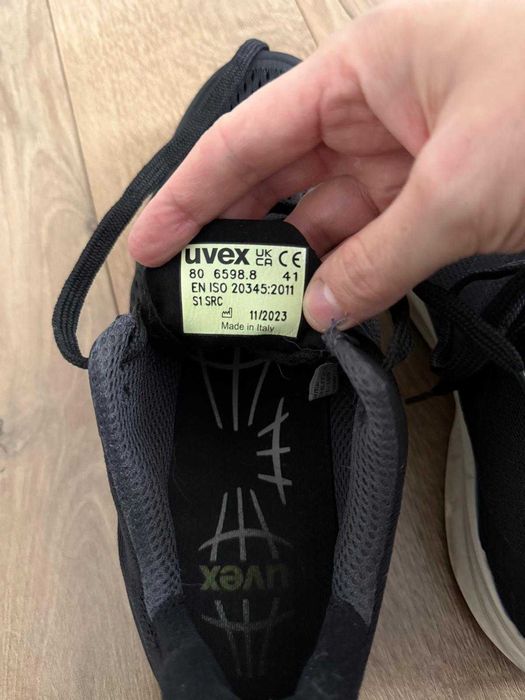 uvex UK CA CE
80 6598.8 41
EN ISO 20345:2011
S1 SRC
11/2023
Made in Italy
uvex